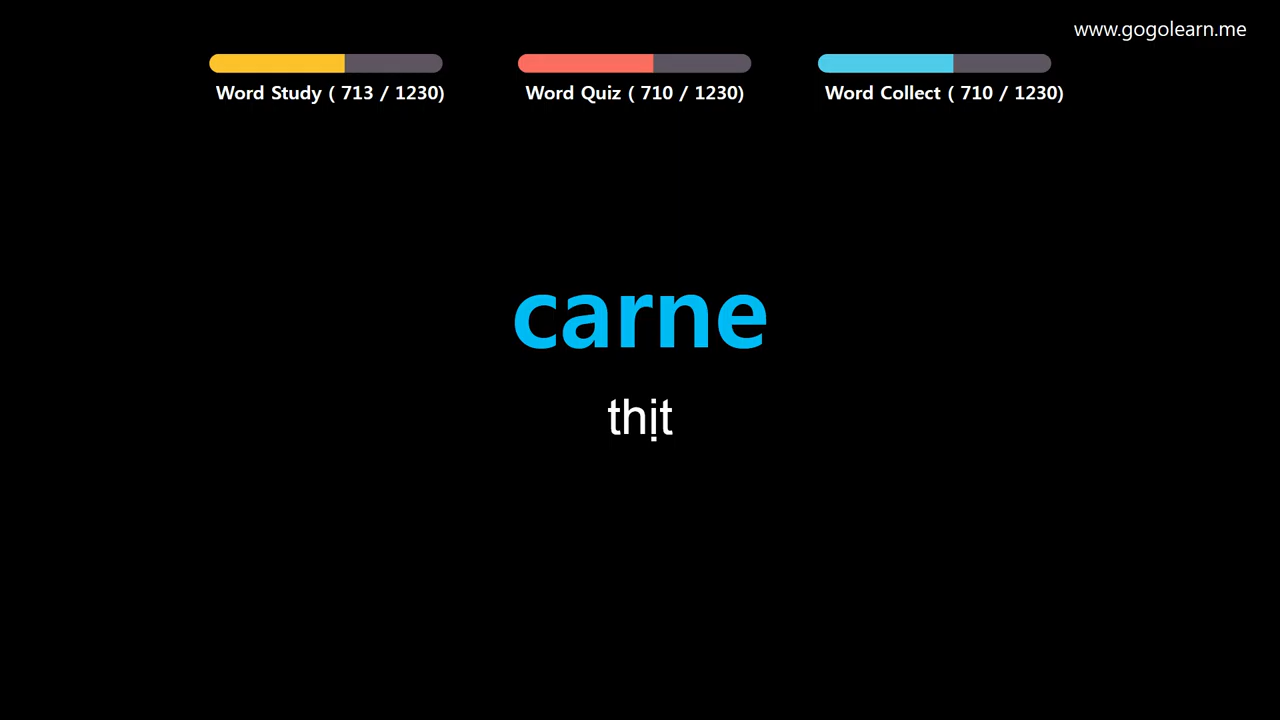 www.gogolearn.me
Word Study ( 713 / 1230)
Word Quiz ( 710 / 1230)
Word Collect ( 710 / 1230)
carne
thịt